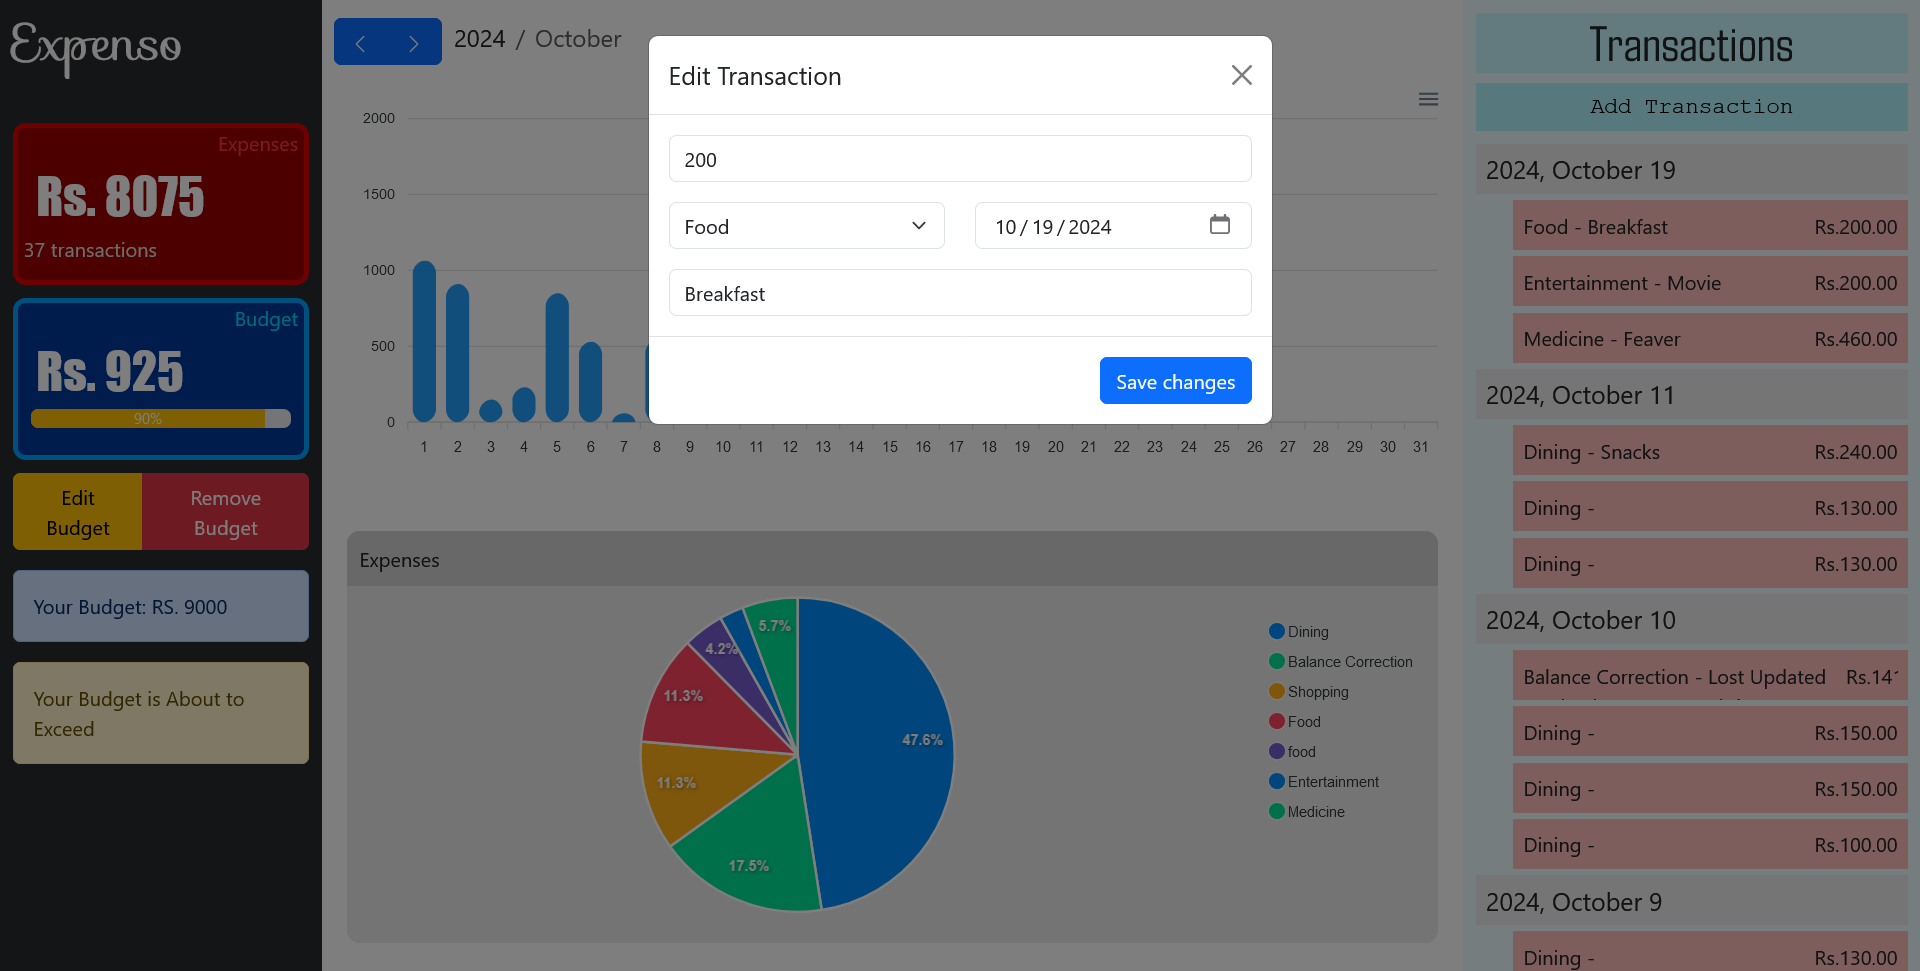 Expenso
Expenses
Rs. 8075
37 transactions
Budget
Rs. 925
90%
Edit Budget
Remove Budget
Your Budget: RS. 9000
Your Budget is About to
Exceed
2024 / October
2000
1500
1000
500
0
1 2 3 4 5 6 7 8 9 10 11 12 13 14 15 16 17 18 19 20 21 22 23 24 25 26 27 28 29 30 31
Edit Transaction
200
Food
10/19/2024
Breakfast
Save changes
Expenses
5.7%
4.2%
11.3%
11.3%
17.5%
47.6%
Dining
Balance Correction
Shopping
Food
food
Entertainment
Medicine
Transactions
Add Transaction
2024, October 19
Food - Breakfast Rs.200.00
Entertainment - Movie Rs.200.00
Medicine - Feaver Rs.460.00
2024, October 11
Dining - Snacks Rs.240.00
Dining - Rs.130.00
Dining - Rs.130.00
2024, October 10
Balance Correction - Lost Updated
Dining - Rs.150.00
Dining - Rs.150.00
Dining - Rs.100.00
2024, October 9
Dining - Rs.130.00